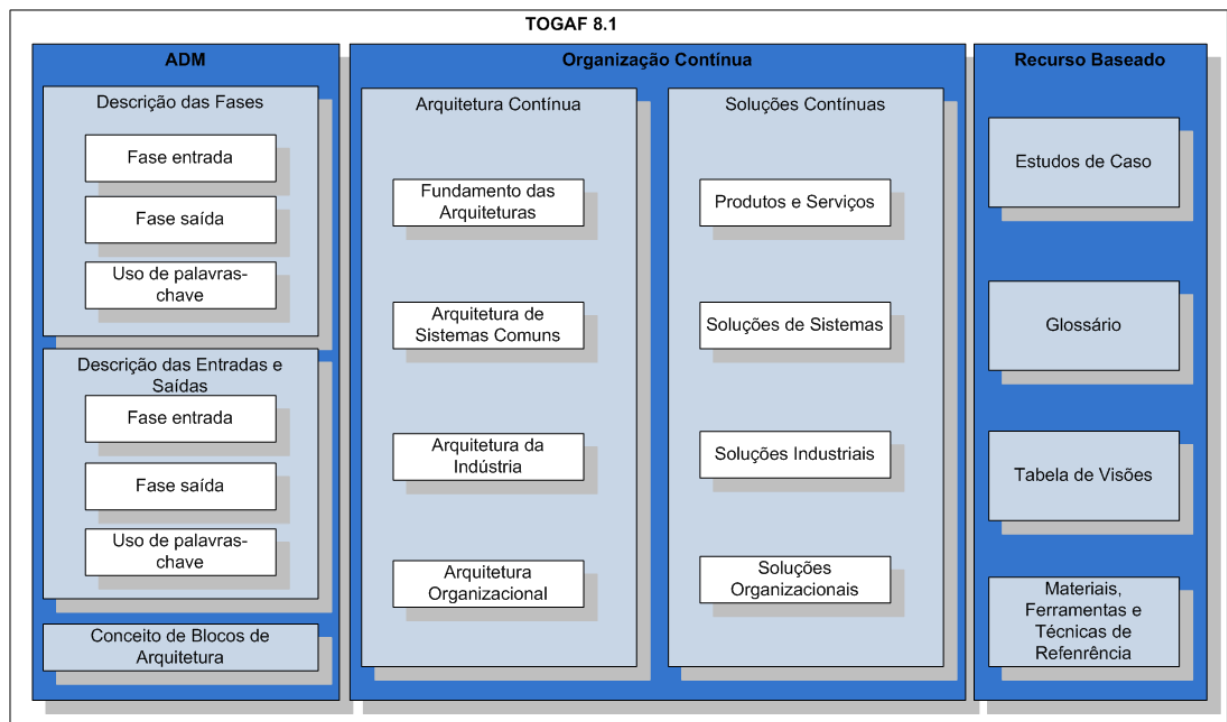 TOGAF 8.1
ADM
Descrição das Fases
Fase entrada
Fase saída
Uso de palavras-
chave
Descrição das Entradas e
Saídas
Fase entrada
Fase saída
Uso de palavras-
chave
Conceito de Blocos de
Arquitetura
Organização Contínua
Arquitetura Contínua
Fundamento das
Arquiteturas
Arquitetura de
Sistemas Comuns
Arquitetura da
Indústria
Arquitetura
Organizacional
Soluções Contínuas
Produtos e Serviços
Soluções de Sistemas
Soluções Industriais
Soluções
Organizacionais
Recurso Baseado
Estudos de Caso
Glossário
Tabela de Visões
Materiais,
Ferramentas e
Técnicas de
Refenrência